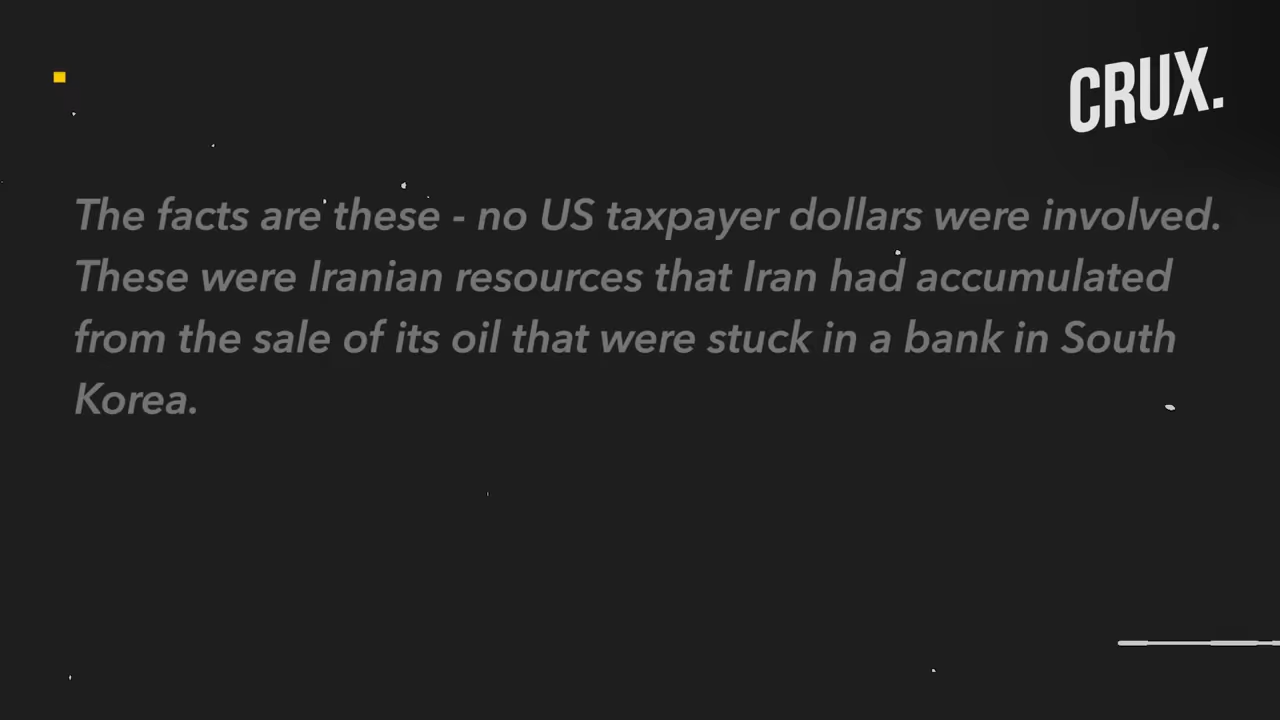 CRUX.
The facts are these - no US taxpayer dollars were involved.
These were Iranian resources that Iran had accumulated
from the sale of its oil that were stuck in a bank in South
Korea.